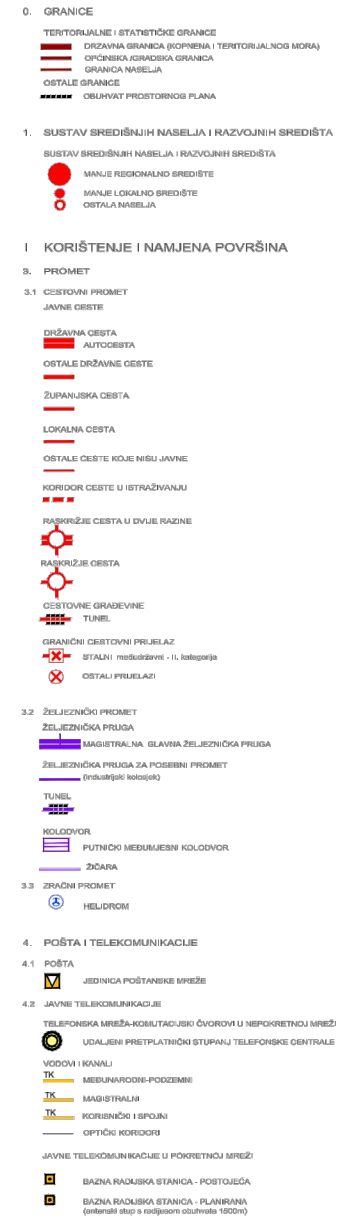 0. GRANICE
TERITORIJALNE I STATISTIČKE GRANICE
DRŽAVNA GRANICA (KOPNENA I TERITORIJALNOG MORA)
OPĆINSKA /GRADSKA GRANICA
GRANICA NASELJA
OSTALE GRANICE
OBUHVAT PROSTORNOG PLANA
1. SUSTAV SREDIŠNJIH NASELJA I RAZVOJNIH SREDIŠTA
SUSTAV SREDIŠNJIH NASELJA I RAZVOJNIH SREDIŠTA
MANJE REGIONALNO SREDIŠTE
MANJE LOKALNO SREDIŠTE
OSTALA NASELJA
I KORIŠTENJE I NAMJENA POVRŠINA
3. PROMET
3.1 CESTOVNI PROMET
JAVNE CESTE
DRŽAVNA CESTA
AUTOCESTA
OSTALE DRŽAVNE CESTE
ŽUPANIJSKA CESTA
LOKALNA CESTA
OSTALE CESTE KOJE NISU JAVNE
KORIDOR CESTE U ISTRAŽIVANJU
RASKRIŽJE CESTA U DVIJE RAZINE
RASKRIŽJE CESTA
CESTOVNE GRAĐEVINE
TUNEL
GRANIČNI CESTOVNI PRIJELAZ
STALNI međudržavni - II. kategorija
OSTALI PRIJELAZI
3.2 ŽELJEZNIČKI PROMET
ŽELJEZNIČKA PRUGA
MAGISTRALNA GLAVNA ŽELJEZNIČKA PRUGA
ŽELJEZNIČKA PRUGA ZA POSEBNI PROMET
(industrijski kolosjek)
TUNEL
KOLODVOR
PUTNIČKI MEĐUMJESNI KOLODVOR
ŽIČARA
3.3 ZRAČNI PROMET
HELIDROM
4. POŠTA I TELEKOMUNIKACIJE
4.1 POŠTA
JEDINICA POŠTANSKE MREŽE
4.2 JAVNE TELEKOMUNIKACIJE
TELEFONSKA MREŽA-KOMUTACIJSKI ČVOROVI U NEPOKRETNOJ MREŽI
UDALJENI PRETPLATNIČKI STUPANJ TELEFONSKE CENTRALE
VODOVI I KANALI
TK MEĐUNARODNI-PODZEMNI
TK MAGISTRALNI
TK KORISNIČKI I SPOJNI
OPTIČKI KORIDORI
JAVNE TELEKOMUNIKACIJE U POKRETNOJ MREŽI
BAZNA RADIJSKA STANICA - POSTOJEĆA
BAZNA RADIJSKA STANICA - PLANIRANA
(antenski stup s radijusom obuhvata 1500m)